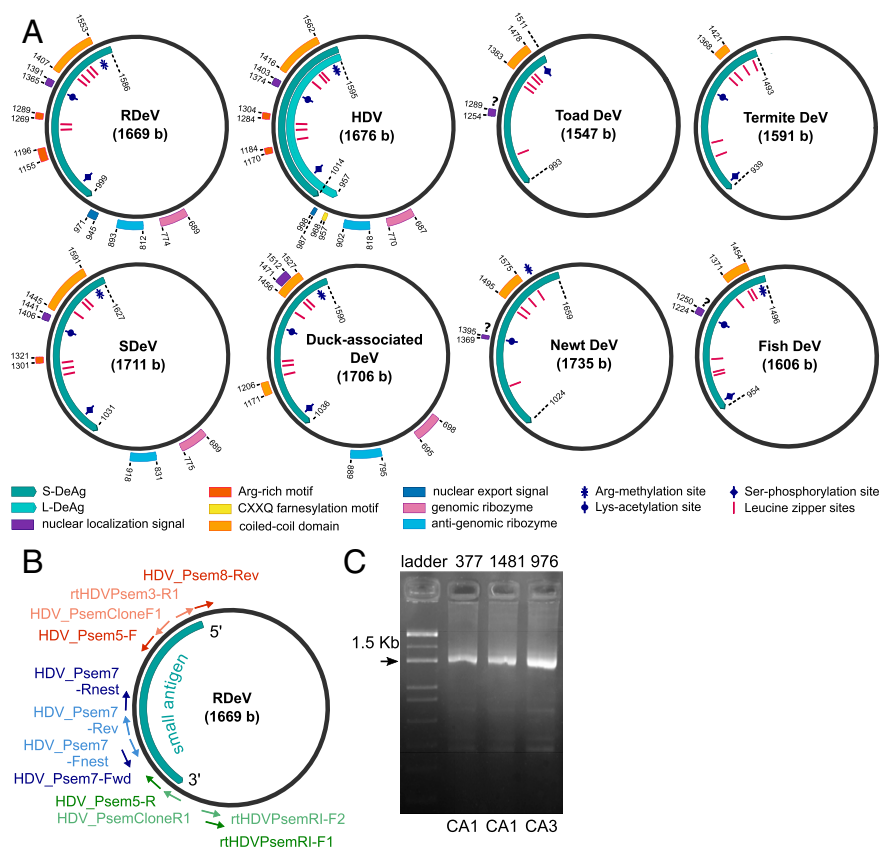 A
RDeV
(1669 b)
1553
1407
1391
1365
1289
1269
1196
1155
971
945
893
812
774
689
999
1586
HDV
(1676 b)
1562
1416
1403
1374
1304
1284
1184
1170
998
987
968
957
902
818
770
687
1014
957
1595
Toad DeV
(1547 b)
1511
1478
1383
?
1289
1254
993
Termite DeV
(1591 b)
1421
1368
1493
939
SDeV
(1711 b)
1591
1445
1441
1406
1321
1301
918
831
775
689
1031
1627
Duck-associated
DeV
(1706 b)
1527
1512
1471
1456
1206
1171
889
795
695
698
1036
1590
Newt DeV
(1735 b)
1575
1495
?
1395
1369
1659
1024
Fish DeV
(1606 b)
1454
1371
?
1250
1224
1496
954
S-DeAg
L-DeAg
nuclear localization signal
Arg-rich motif
CXXQ farnesylation motif
coiled-coil domain
nuclear export signal
genomic ribozyme
anti-genomic ribozyme
Arg-methylation site
Lys-acetylation site
Ser-phosphorylation site
Leucine zipper sites
B
HDV_Psem8-Rev
rtHDVPsem3-R1
HDV_PsemCloneF1
HDV_Psem5-F
5'
HDV_Psem7
-Rnest
HDV_Psem7
-Rev
HDV_Psem7
-Fnest
HDV_Psem7-Fwd
small antigen
RDeV
(1669 b)
3'
HDV_Psem5-R
HDV_PsemCloneR1
rtHDVPsemRI-F2
rtHDVPsemRI-F1
C
ladder 377 1481 976
1.5 Kb
CA1 CA1 CA3